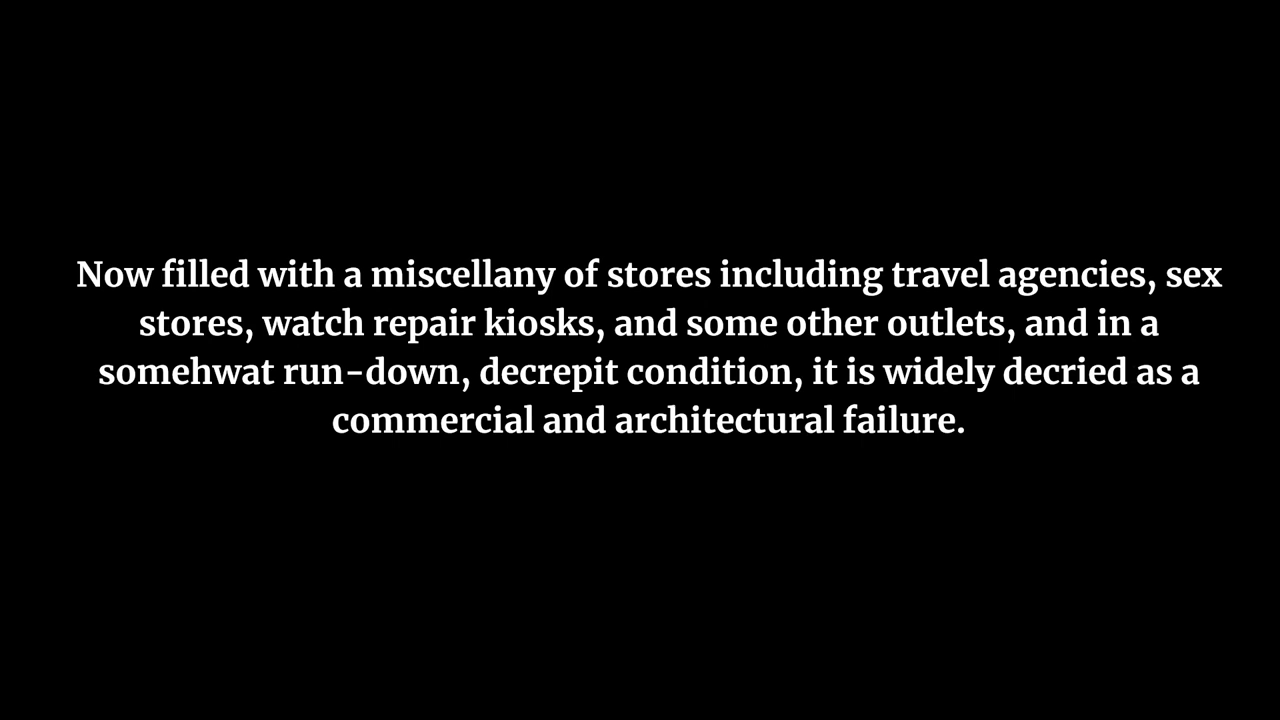 Now filled with a miscellany of stores including travel agencies, sex
stores, watch repair kiosks, and some other outlets, and in a
somehwat run-down, decrepit condition, it is widely decried as a
commercial and architectural failure.